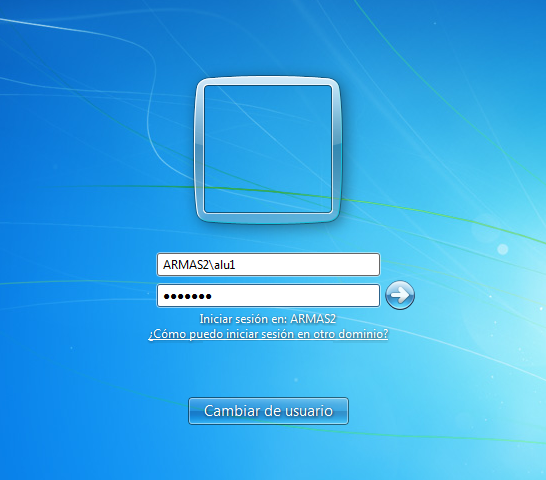 ARMAS2\alu1
●●●●●●●
Iniciar sesión en: ARMAS2
¿Cómo puedo iniciar sesión en otro dominio?
Cambiar de usuario